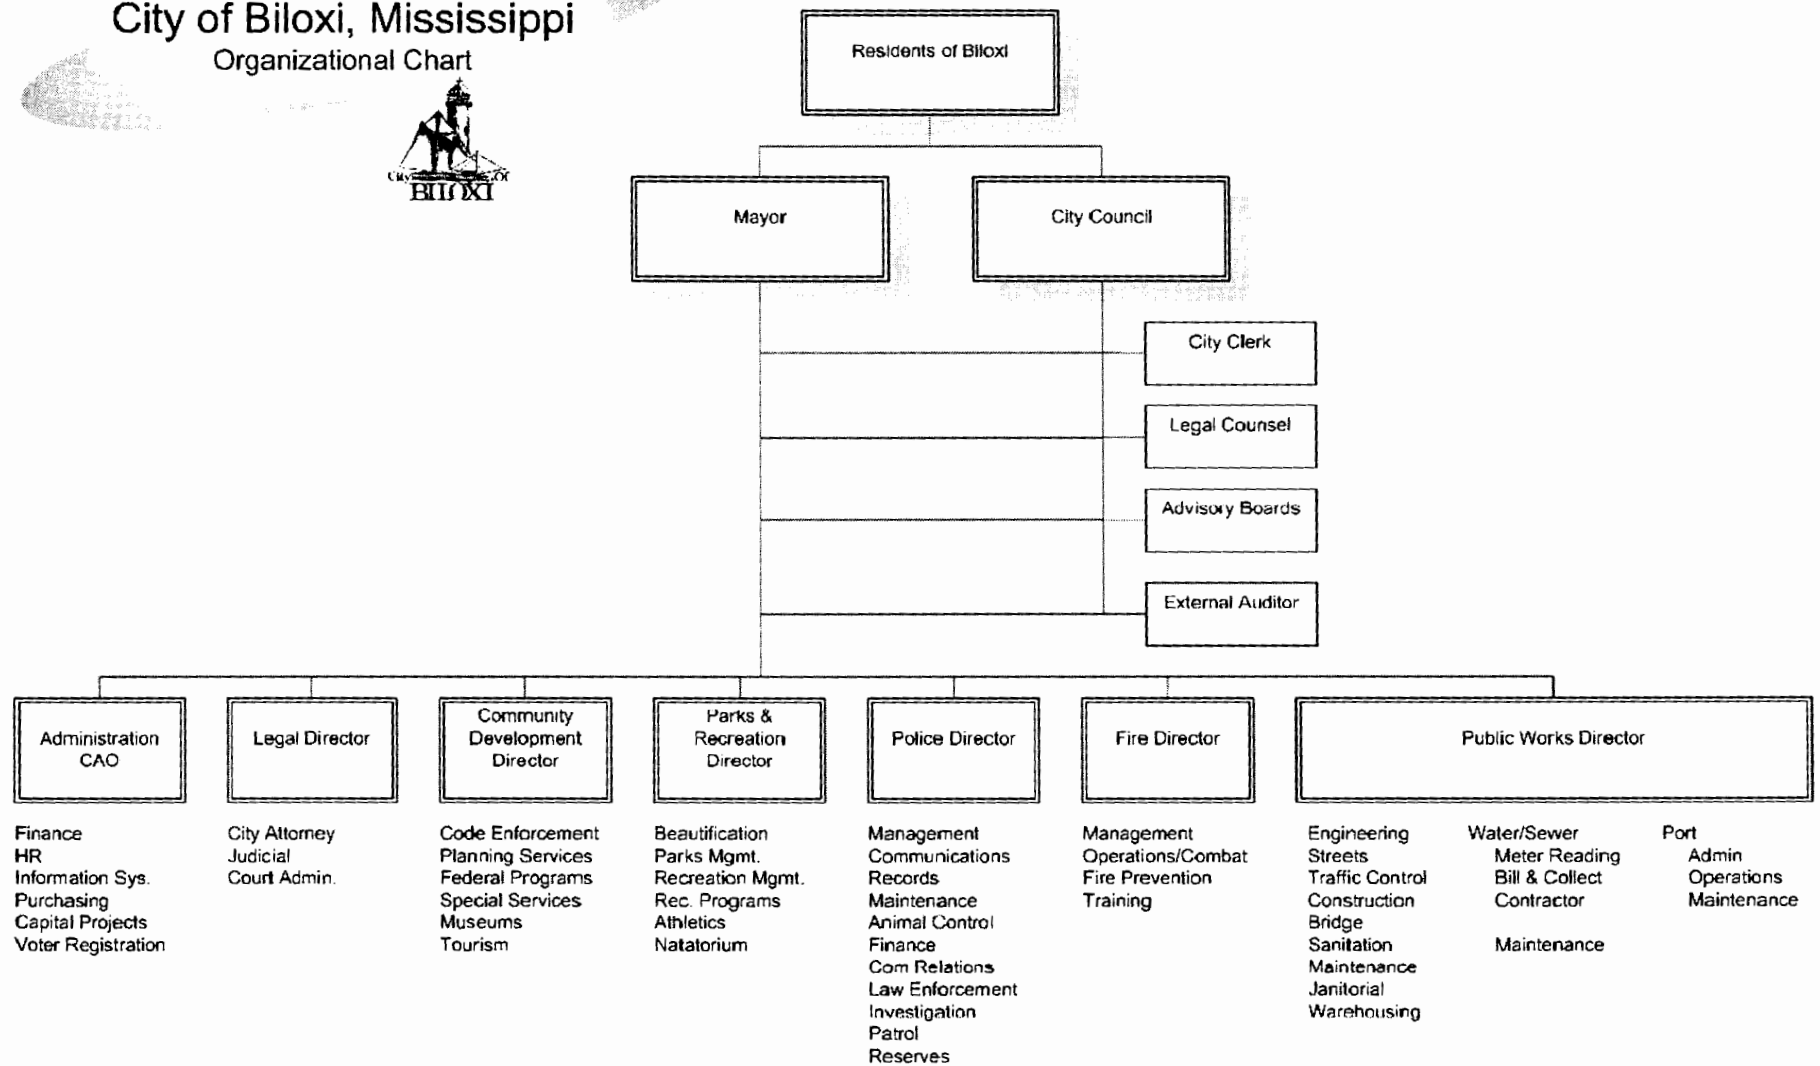 City of Biloxi, Mississippi
Organizational Chart
City Of
BILOXI
Residents of Biloxi
Mayor
City Council
City Clerk
Legal Counsel
Advisory Boards
External Auditor
Administration
CAO
Finance
HR
Information Sys.
Purchasing
Capital Projects
Voter Registration
Legal Director
City Attorney
Judicial
Court Admin.
Community
Development
Director
Code Enforcement
Planning Services
Federal Programs
Special Services
Museums
Tourism
Parks &
Recreation
Director
Beautification
Parks Mgmt.
Recreation Mgmt.
Rec. Programs
Athletics
Natatorium
Police Director
Management
Communications
Records
Maintenance
Animal Control
Finance
Com Relations
Law Enforcement
Investigation
Patrol
Reserves
Fire Director
Management
Operations/Combat
Fire Prevention
Training
Public Works Director
Engineering
Streets
Traffic Control
Construction
Bridge
Sanitation
Maintenance
Janitorial
Warehousing
Water/Sewer
Meter Reading
Bill & Collect
Contractor
Maintenance
Port
Admin
Operations
Maintenance